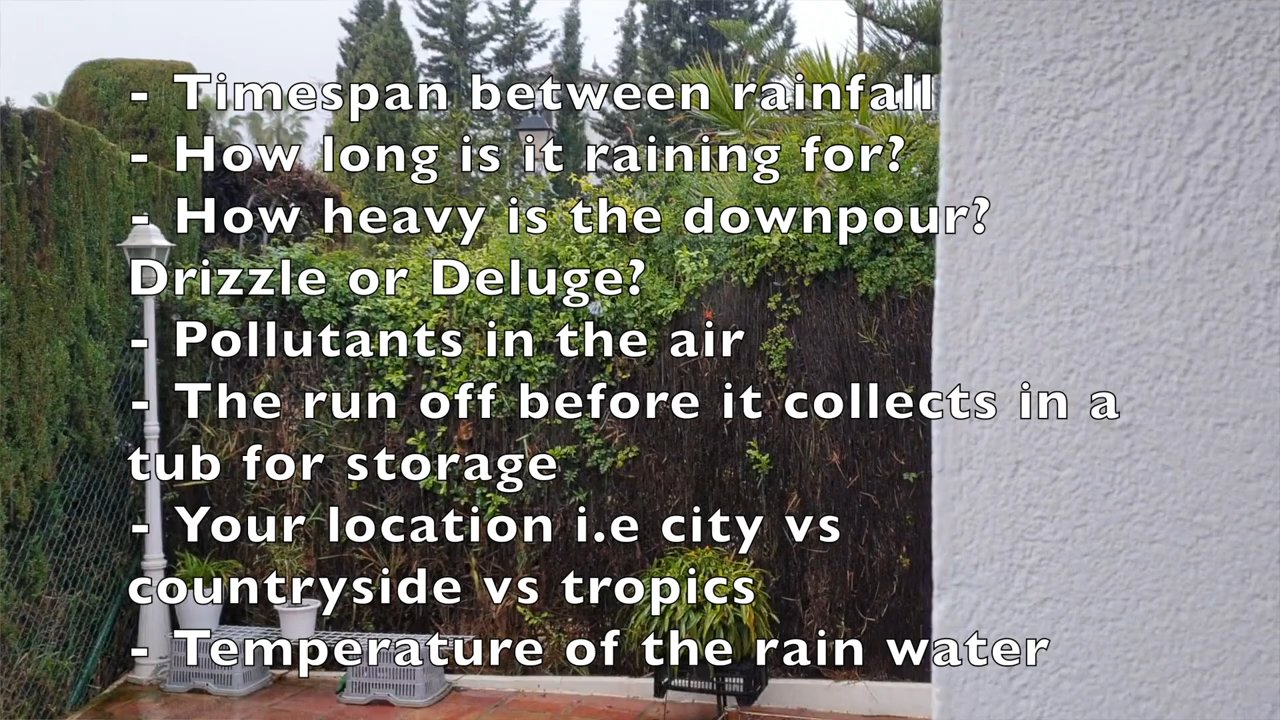 - Timespan between rainfall
- How long is it raining for?
- How heavy is the downpour?
Drizzle or Deluge?
- Pollutants in the air
- The run off before it collects in a
tub for storage
- Your location i.e city vs
countryside vs tropics
- Temperature of the rain water